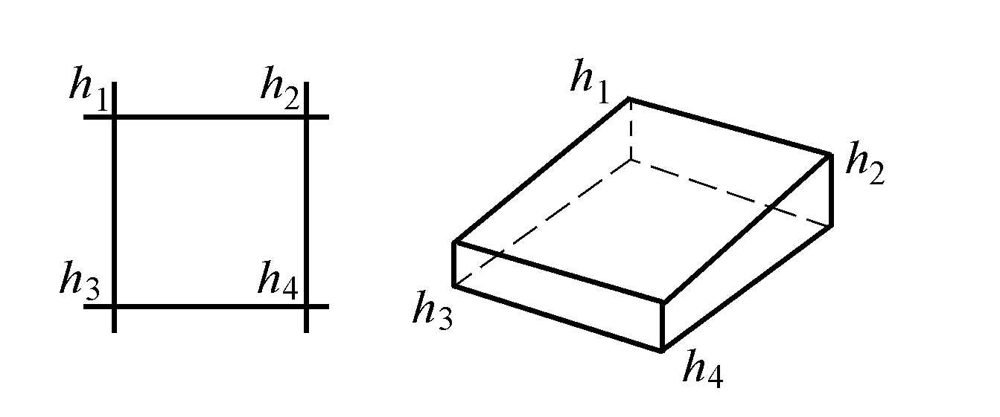 h₁ h₂
h₃ h₄
h₁
h₂
h₃
h₄